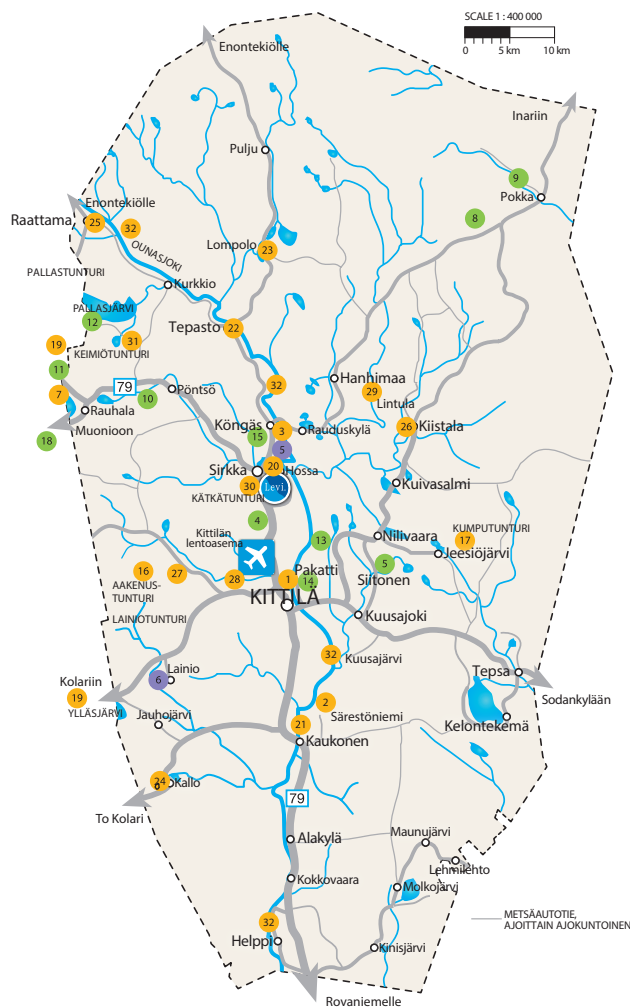 SCALE 1 : 400 000
0 5 km 10 km
Enontekiölle
Inariin
Pulju
9
Pokka
8
Enontekiölle
Raattama
25
32
OUNASJOKI
Lompolo
23
PALLASTUNTURI
Kurkkio
PALLASJÄRVI
12
Tepasto
22
19
31
KEIMIÖTUNTURI
11
79
Pöntsö
32
Hanhimaa
7
10
29
Lintula
Rauhala
Muonioon
18
Köngäs
15
3
Rauduskylä
26
Kiistala
5
Sirkka
20
Hossa
30
Levi
KÄTKÄTUNTURI
Kuivasalmi
4
Kittilän
lentoasema
13
Nilivaara
KUMPUTUNTURI
17
Jeesiöjärvi
5
Siitonen
16
27
28
AAKENUS-
TUNTURI
Pakatti
1
14
KITTILÄ
LAINIOTUNTURI
Kuusajoki
32
Kuusajärvi
6
Lainio
Kolariin
19
YLLÄSJÄRVI
Tepsa
Sodankylään
2
Särestöniemi
Jauhojärvi
21
Kaukonen
Kelontekemä
24
Kallo
79
To Kolari
Alakylä
Maunujärvi
Lehmilehto
Kokkovaara
Molkojärvi
32
Helppi
METSÄAUTOTIE,
AJOITTAIN AJOKUNTOINEN
Kinisjärvi
Rovaniemelle